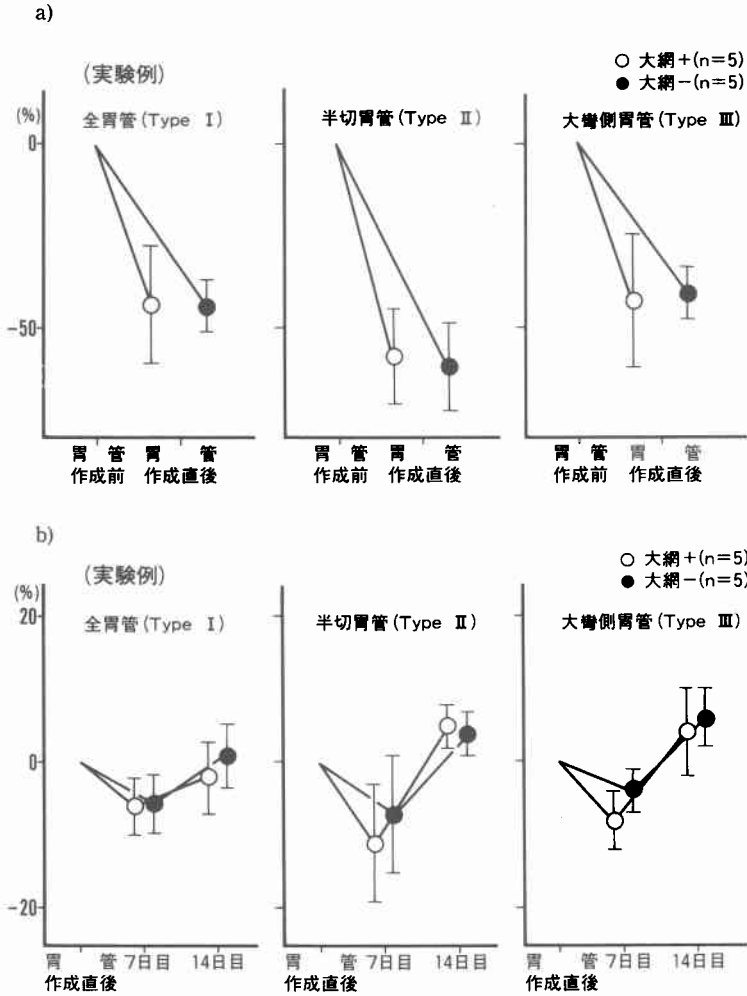 a)
(実験例)
○ 大網+(n=5)
● 大網−(n=5)
(%)
全胃管(Type Ⅰ)
半切胃管(Type Ⅱ)
大彎側胃管(Type Ⅲ)
0
−50
胃 管 胃 管
作成前 作成直後
胃 管 胃 管
作成前 作成直後
胃 管 胃 管
作成前 作成直後
b)
(実験例)
○ 大網+(n=5)
● 大網−(n=5)
(%)
20
全胃管(Type Ⅰ)
半切胃管(Type Ⅱ)
大彎側胃管(Type Ⅲ)
0
−20
胃 管 7日目 14日目
作成直後
胃 管 7日目 14日目
作成直後
胃 管 7日目 14日目
作成直後